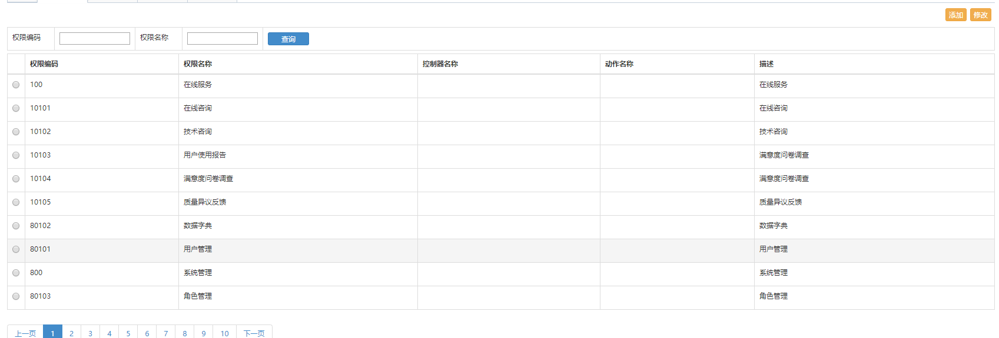 添加 修改
权限编码 权限名称 查询
权限编码 权限名称 控制器名称 动作名称 描述
100 在线服务 在线服务
10101 在线咨询 在线咨询
10102 技术咨询 技术咨询
10103 用户使用报告 满意度问卷调查
10104 满意度问卷调查 满意度问卷调查
10105 质量异议反馈 质量异议反馈
80102 数据字典 数据字典
80101 用户管理 用户管理
800 系统管理 系统管理
80103 角色管理 角色管理
上一页 1 2 3 4 5 6 7 8 9 10 下一页